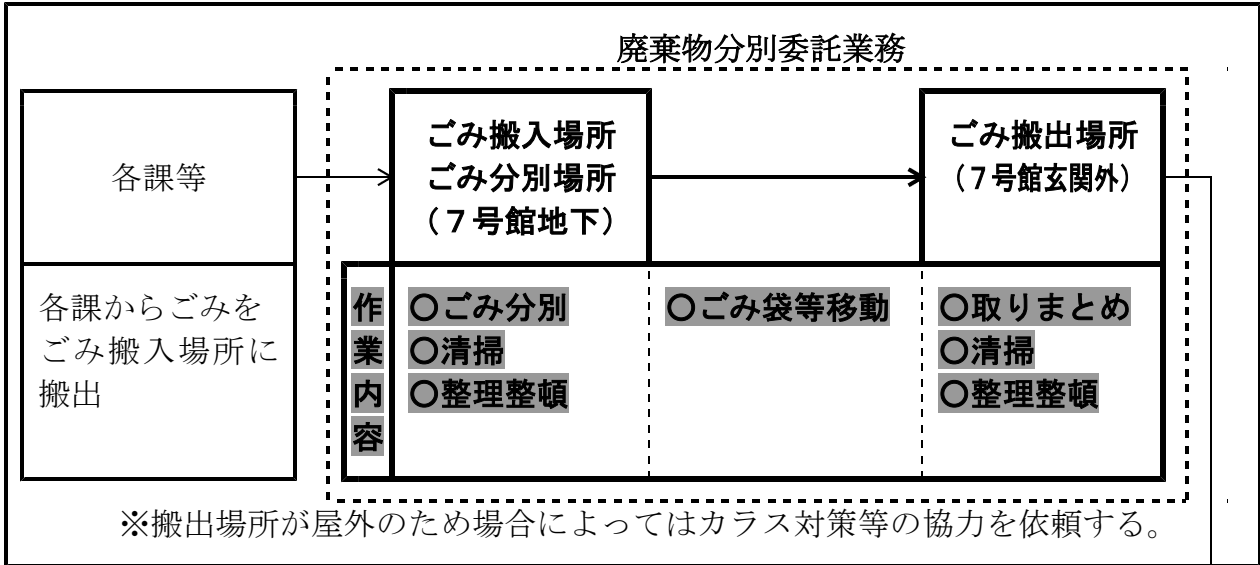 廃棄物分別委託業務
各課等
ごみ搬入場所
ごみ分別場所
(7号館地下)
ごみ搬出場所
(7号館玄関外)
各課からごみを
ごみ搬入場所に
搬出
作業内容
○ごみ分別
○清掃
○整理整頓
○ごみ袋等移動
○取りまとめ
○清掃
○整理整頓
※搬出場所が屋外のため場合によってはカラス対策等の協力を依頼する。